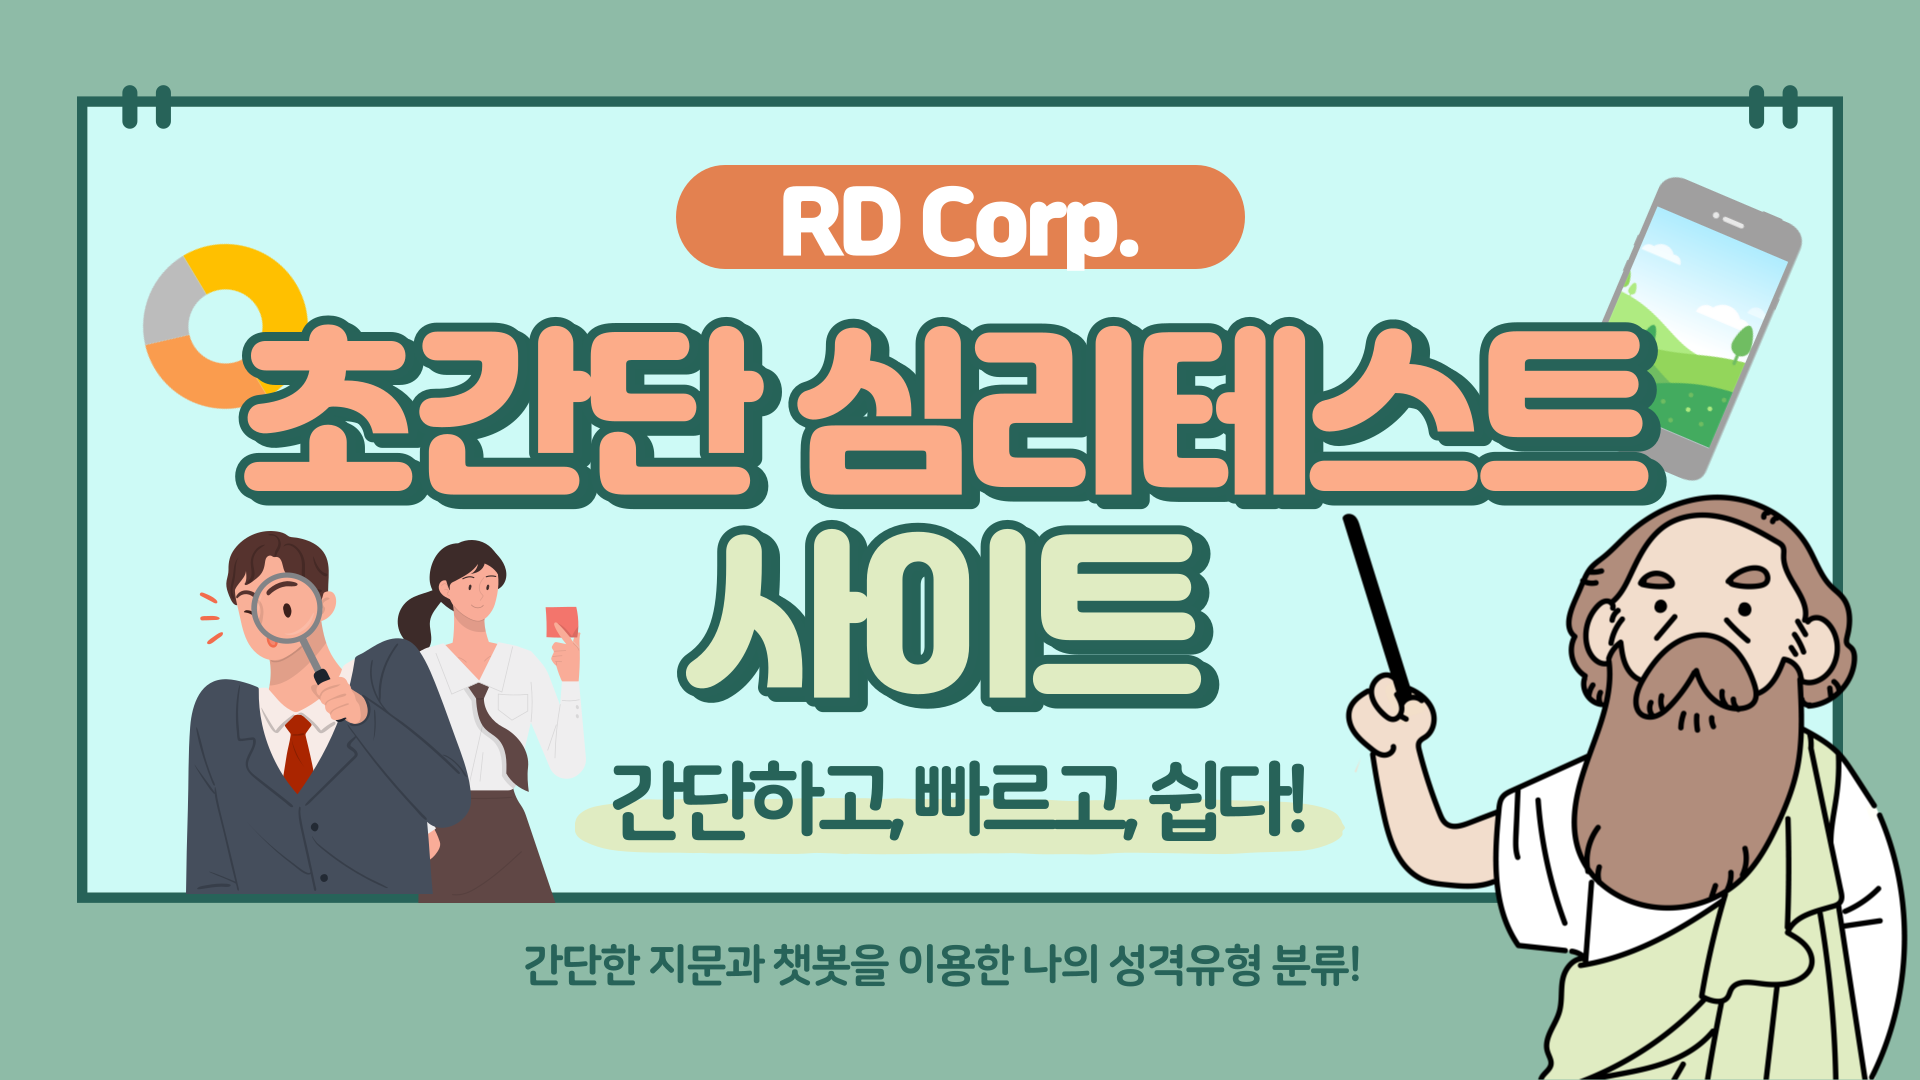 RD Corp.
초간단 심리테스트
사이트
간단하고, 빠르고, 쉽다!
간단한 지문과 챗봇을 이용한 나의 성격유형 분류!